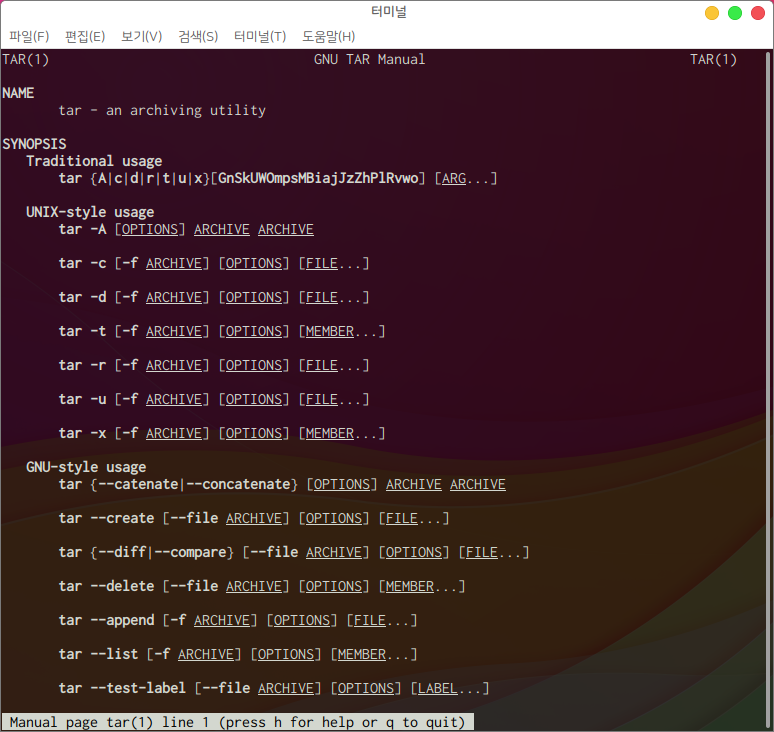 터미널
파일(F) 편집(E) 보기(V) 검색(S) 터미널(T) 도움말(H)
TAR(1) GNU TAR Manual TAR(1)
NAME
tar - an archiving utility
SYNOPSIS
Traditional usage
tar {A|c|d|r|t|u|x}[GnSkUWOmpsMBiajJzZhPlRvwo] [ARG...]
UNIX-style usage
tar -A [OPTIONS] ARCHIVE ARCHIVE
tar -c [-f ARCHIVE] [OPTIONS] [FILE...]
tar -d [-f ARCHIVE] [OPTIONS] [FILE...]
tar -t [-f ARCHIVE] [OPTIONS] [MEMBER...]
tar -r [-f ARCHIVE] [OPTIONS] [FILE...]
tar -u [-f ARCHIVE] [OPTIONS] [FILE...]
tar -x [-f ARCHIVE] [OPTIONS] [MEMBER...]
GNU-style usage
tar {--catenate|--concatenate} [OPTIONS] ARCHIVE ARCHIVE
tar --create [--file ARCHIVE] [OPTIONS] [FILE...]
tar {--diff|--compare} [--file ARCHIVE] [OPTIONS] [FILE...]
tar --delete [--file ARCHIVE] [OPTIONS] [MEMBER...]
tar --append [-f ARCHIVE] [OPTIONS] [FILE...]
tar --list [-f ARCHIVE] [OPTIONS] [MEMBER...]
tar --test-label [--file ARCHIVE] [OPTIONS] [LABEL...]
Manual page tar(1) line 1 (press h for help or q to quit)